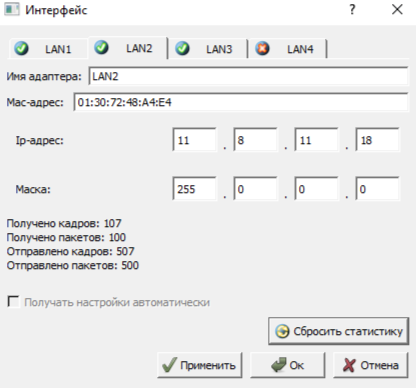 Интерфейс ? X
LAN1 LAN2 LAN3 LAN4
Имя адаптера: LAN2
Mac-адрес: 01:30:72:48:A4:E4
Ip-адрес: 11 . 8 . 11 . 18
Маска: 255 . 0 . 0 . 0
Получено кадров: 107
Получено пакетов: 100
Отправлено кадров: 507
Отправлено пакетов: 500
Получать настройки автоматически
Сбросить статистику
Применить Ок Отмена